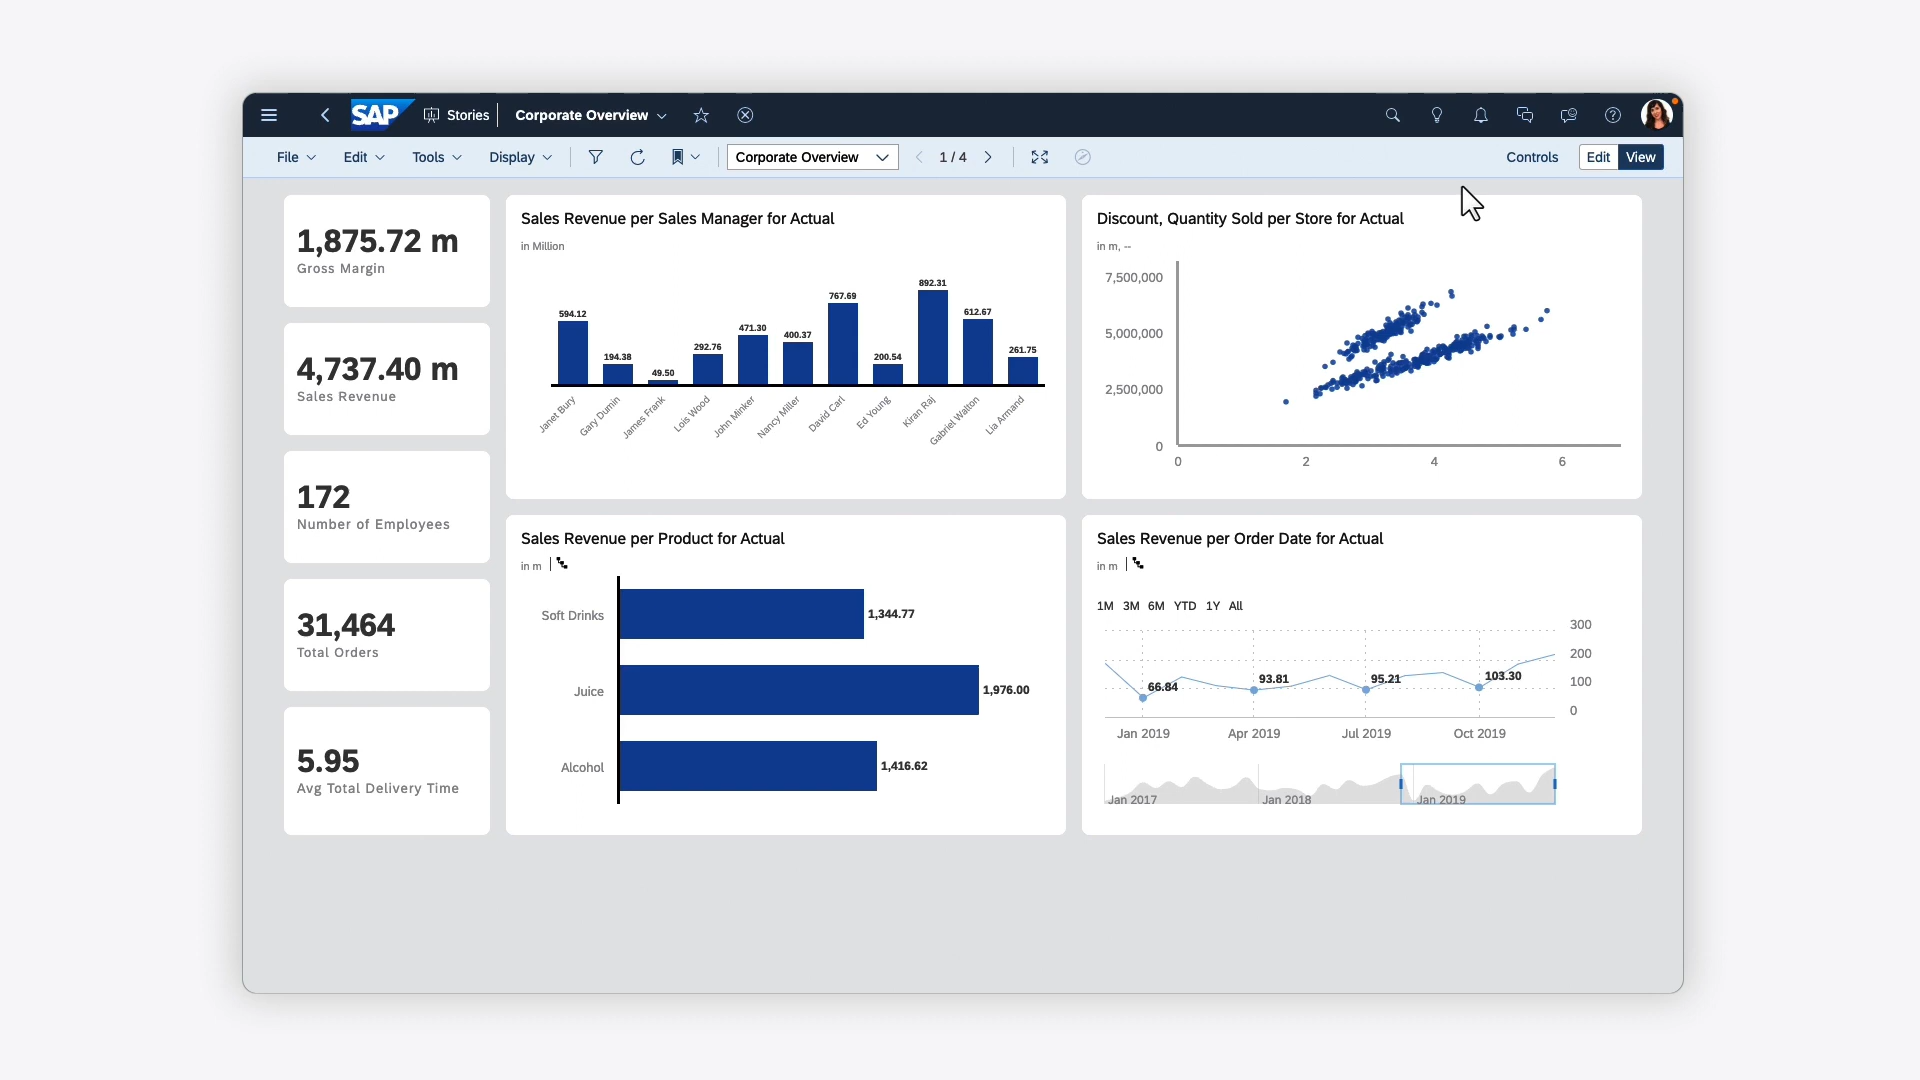 SAP Stories Corporate Overview
File Edit Tools Display Corporate Overview 1 / 4 Controls Edit View
1,875.72 m
Gross Margin
4,737.40 m
Sales Revenue
172
Number of Employees
31,464
Total Orders
5.95
Avg Total Delivery Time
Sales Revenue per Sales Manager for Actual
in Million
594.12
194.38
49.50
292.76
471.30
400.37
767.69
200.54
892.31
612.67
261.75
Janet Bury
Gary Dumin
James Frank
Lois Wood
John Minker
Nancy Miller
David Carl
Ed Young
Kiran Raj
Gabriel Walton
Lia Armand
Discount, Quantity Sold per Store for Actual
in m, --
7,500,000
5,000,000
2,500,000
0
0 2 4 6
Sales Revenue per Product for Actual
in m
Soft Drinks 1,344.77
Juice 1,976.00
Alcohol 1,416.62
Sales Revenue per Order Date for Actual
in m
1M 3M 6M YTD 1Y All
300
200
100
0
66.84 93.81 95.21 103.30
Jan 2019 Apr 2019 Jul 2019 Oct 2019
Jan 2017 Jan 2018 Jan 2019